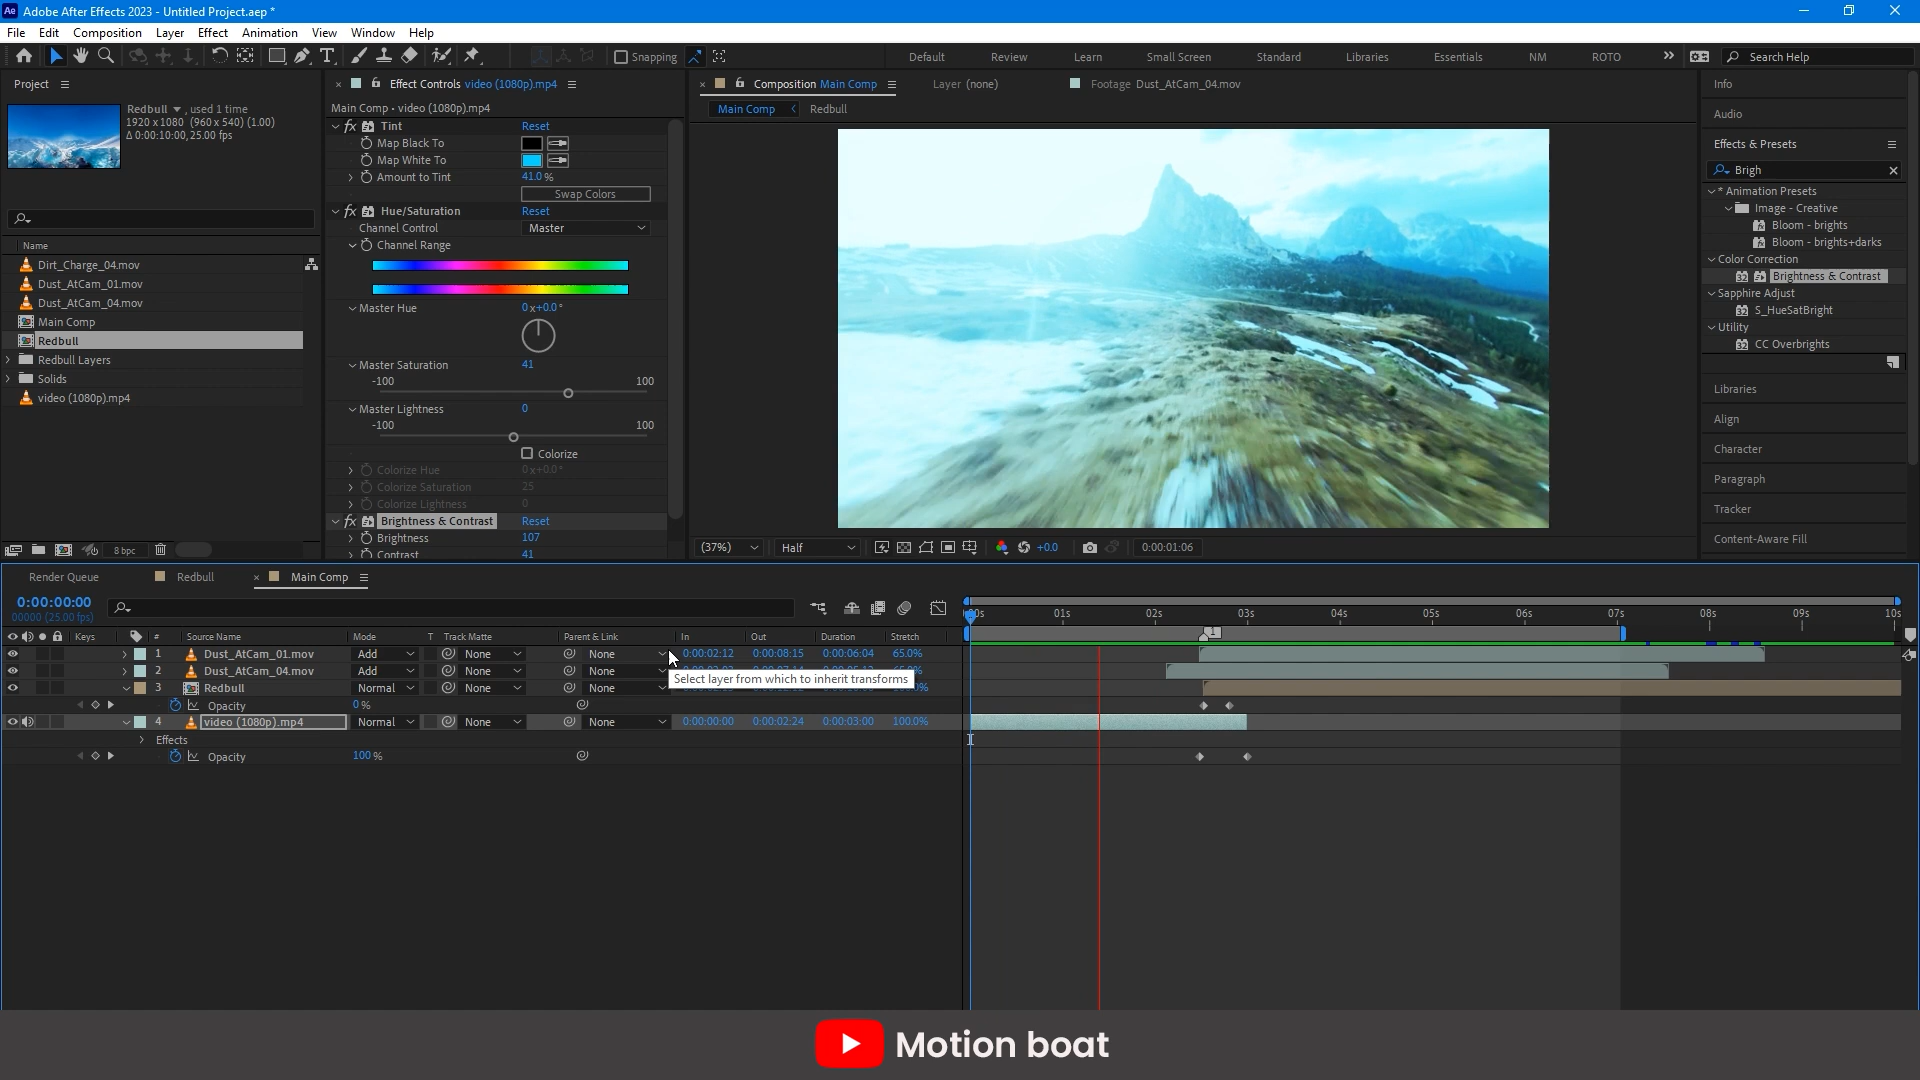 Ae Adobe After Effects 2023 - Untitled Project.aep *
File Edit Composition Layer Effect Animation View Window Help
Snapping Default Review Learn Small Screen Standard Libraries Essentials NM ROTO Search Help
Project
Redbull , used 1 time
1920 x 1080 (960 x 540) (1.00)
Δ 0:00:10:00, 25.00 fps
Name
Dirt_Charge_04.mov
Dust_AtCam_01.mov
Dust_AtCam_04.mov
Main Comp
Redbull
Redbull Layers
Solids
video (1080p).mp4
8 bpc
Effect Controls video (1080p).mp4
Main Comp • video (1080p).mp4
fx Tint Reset
Map Black To
Map White To
Amount to Tint 41.0 %
Swap Colors
fx Hue/Saturation Reset
Channel Control Master
Channel Range
Master Hue 0 x+0.0 °
Master Saturation 41
-100 100
Master Lightness 0
-100 100
Colorize
Colorize Hue 0 x+0.0 °
Colorize Saturation 25
Colorize Lightness 0
fx Brightness & Contrast Reset
Brightness 107
Contrast 41
Composition Main Comp Layer (none) Footage Dust_AtCam_04.mov
Main Comp Redbull
(37%) Half +0.0 0:00:01:06
Info
Audio
Effects & Presets
Brigh
* Animation Presets
Image - Creative
Bloom - brights
Bloom - brights+darks
Color Correction
32 Brightness & Contrast
Sapphire Adjust
32 S_HueSatBright
Utility
32 CC Overbrights
Libraries
Align
Character
Paragraph
Tracker
Content-Aware Fill
Render Queue Redbull Main Comp
0:00:00:00
00000 (25.00 fps)
:00s 01s 02s 03s 04s 05s 06s 07s 08s 09s 10s
Keys # Source Name Mode T Track Matte Parent & Link In Out Duration Stretch
1
1 Dust_AtCam_01.mov Add None None 0:00:02:12 0:00:08:15 0:00:06:04 65.0%
2 Dust_AtCam_04.mov Add None None
Select layer from which to inherit transforms
3 Redbull Normal None None
Opacity 0 %
4 video (1080p).mp4 Normal None None 0:00:00:00 0:00:02:24 0:00:03:00 100.0%
Effects
Opacity 100 %
Motion boat